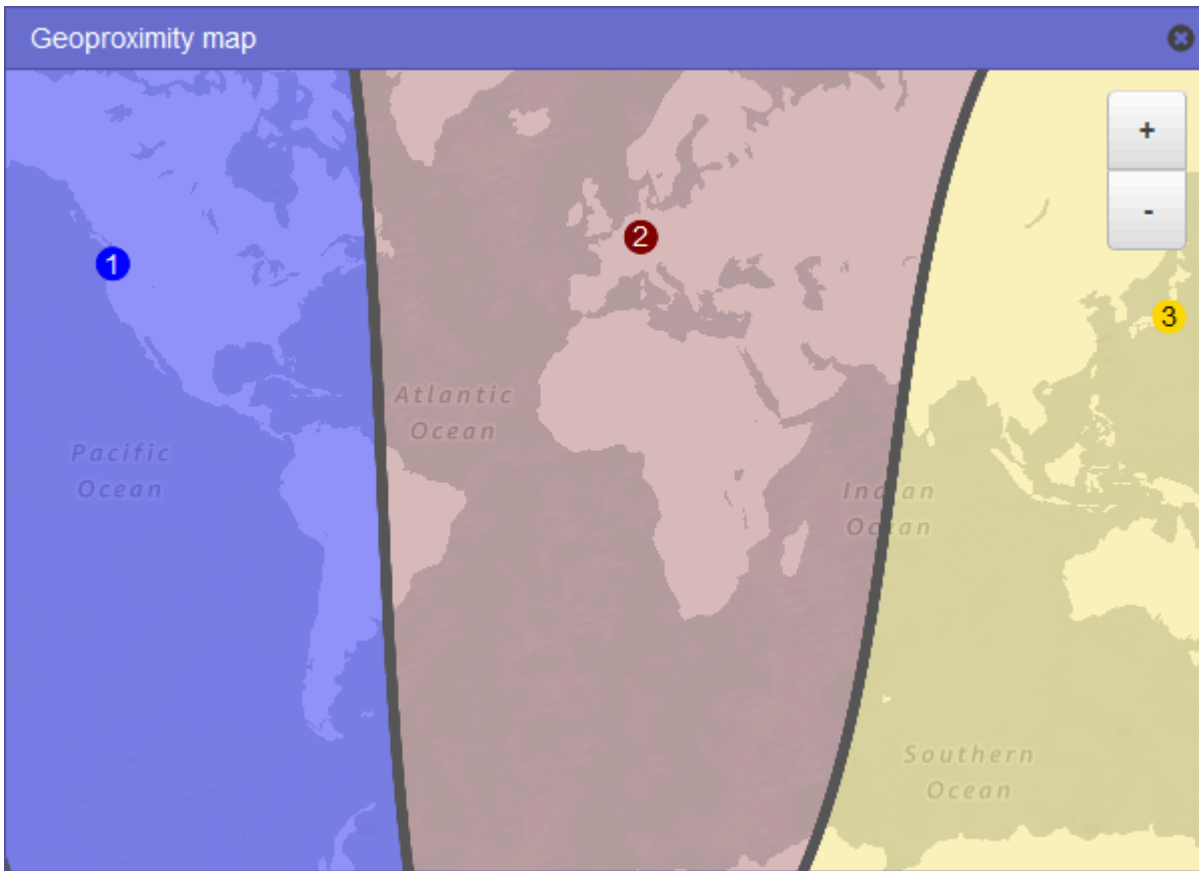 Geoproximity map
+
-
1
2
3
Atlantic
Ocean
Pacific
Ocean
Indian
Ocean
Southern
Ocean